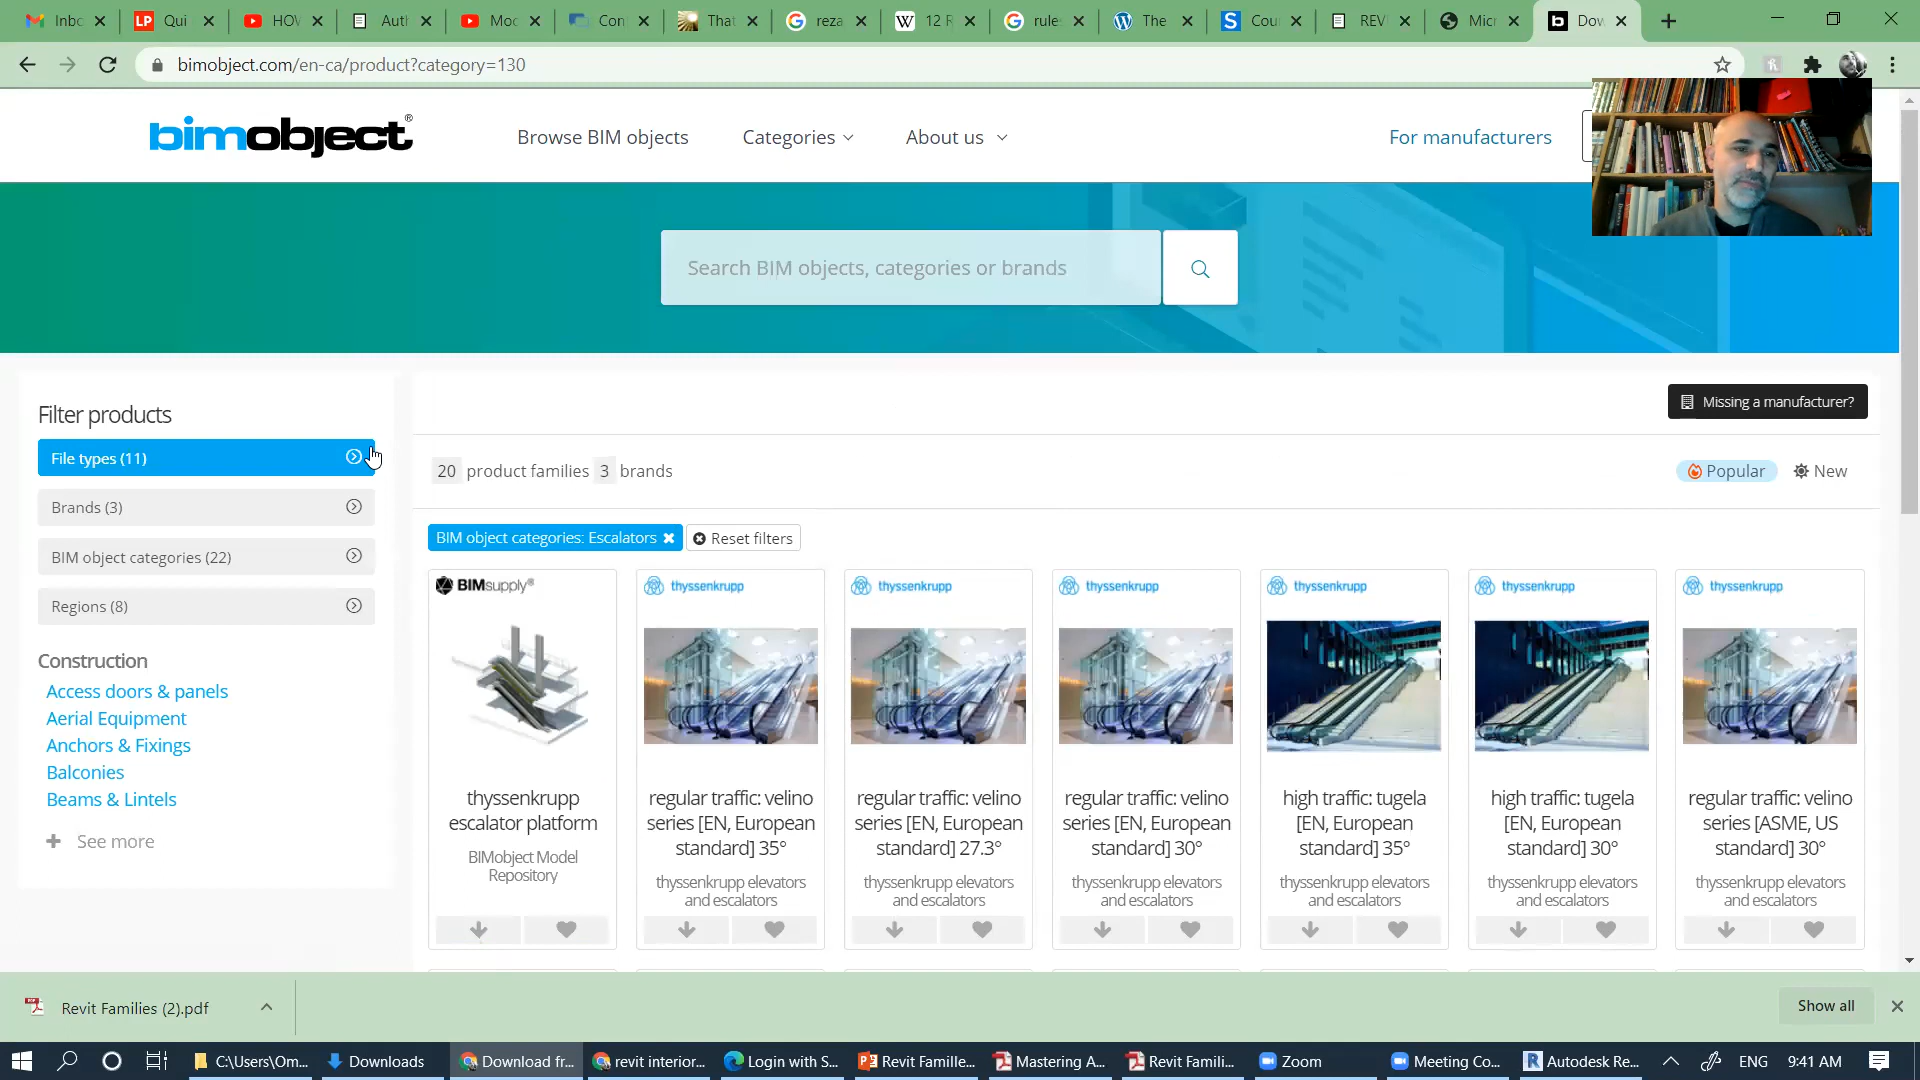 Inbc
LP Qui
HOV
Auth
Moc
Con
That
reza
W 12 R
rule
The
S Cou
REVI
Micr
b Dow
bimobject.com/en-ca/product?category=130
bimobject®
Browse BIM objects
Categories
About us
For manufacturers
Search BIM objects, categories or brands
Filter products
File types (11)
Brands (3)
BIM object categories (22)
Regions (8)
Construction
Access doors & panels
Aerial Equipment
Anchors & Fixings
Balconies
Beams & Lintels
See more
Missing a manufacturer?
20 product families 3 brands
Popular
New
BIM object categories: Escalators
Reset filters
BIMsupply®
thyssenkrupp
escalator platform
BIMobject Model
Repository
thyssenkrupp
regular traffic: velino
series [EN, European
standard] 35°
thyssenkrupp elevators
and escalators
thyssenkrupp
regular traffic: velino
series [EN, European
standard] 27.3°
thyssenkrupp elevators
and escalators
thyssenkrupp
regular traffic: velino
series [EN, European
standard] 30°
thyssenkrupp elevators
and escalators
thyssenkrupp
high traffic: tugela
[EN, European
standard] 35°
thyssenkrupp elevators
and escalators
thyssenkrupp
high traffic: tugela
[EN, European
standard] 30°
thyssenkrupp elevators
and escalators
thyssenkrupp
regular traffic: velino
series [ASME, US
standard] 30°
thyssenkrupp elevators
and escalators
Revit Families (2).pdf
Show all
C:\Users\Om...
Downloads
Download fr...
revit interior...
Login with S...
Revit Famille...
Mastering A...
Revit Famili...
Zoom
Meeting Co...
Autodesk Re...
ENG
9:41 AM